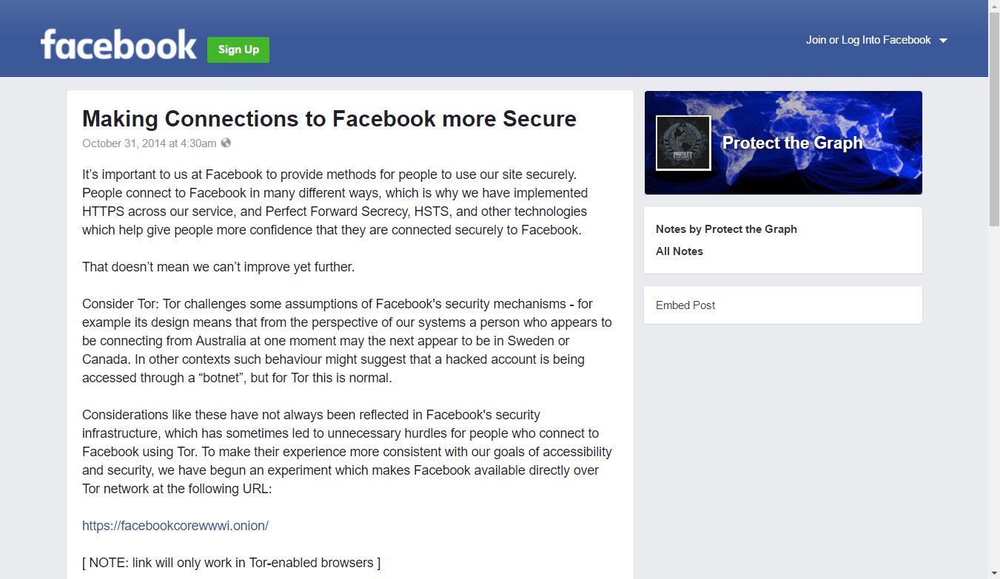 facebook
Sign Up
Join or Log Into Facebook
Making Connections to Facebook more Secure
October 31, 2014 at 4:30am
It’s important to us at Facebook to provide methods for people to use our site securely.
People connect to Facebook in many different ways, which is why we have implemented
HTTPS across our service, and Perfect Forward Secrecy, HSTS, and other technologies
which help give people more confidence that they are connected securely to Facebook.
That doesn’t mean we can’t improve yet further.
Consider Tor: Tor challenges some assumptions of Facebook's security mechanisms - for
example its design means that from the perspective of our systems a person who appears to
be connecting from Australia at one moment may the next appear to be in Sweden or
Canada. In other contexts such behaviour might suggest that a hacked account is being
accessed through a “botnet”, but for Tor this is normal.
Considerations like these have not always been reflected in Facebook's security
infrastructure, which has sometimes led to unnecessary hurdles for people who connect to
Facebook using Tor. To make their experience more consistent with our goals of accessibility
and security, we have begun an experiment which makes Facebook available directly over
Tor network at the following URL:
https://facebookcorewwwi.onion/
[ NOTE: link will only work in Tor-enabled browsers ]
Protect the Graph
Notes by Protect the Graph
All Notes
Embed Post